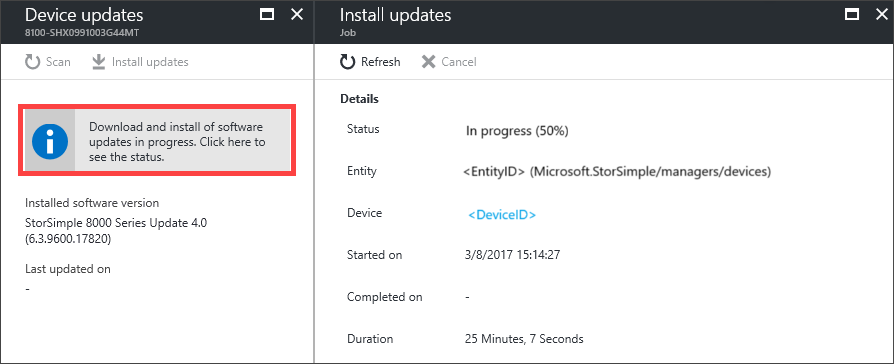 Device updates
8100-SHX0991003G44MT
Scan
Install updates
Download and install of software
updates in progress. Click here to
see the status.
Installed software version
StorSimple 8000 Series Update 4.0
(6.3.9600.17820)
Last updated on
-
Install updates
Job
Refresh
Cancel
Details
Status In progress (50%)
Entity <EntityID> (Microsoft.StorSimple/managers/devices)
Device <DeviceID>
Started on 3/8/2017 15:14:27
Completed on -
Duration 25 Minutes, 7 Seconds